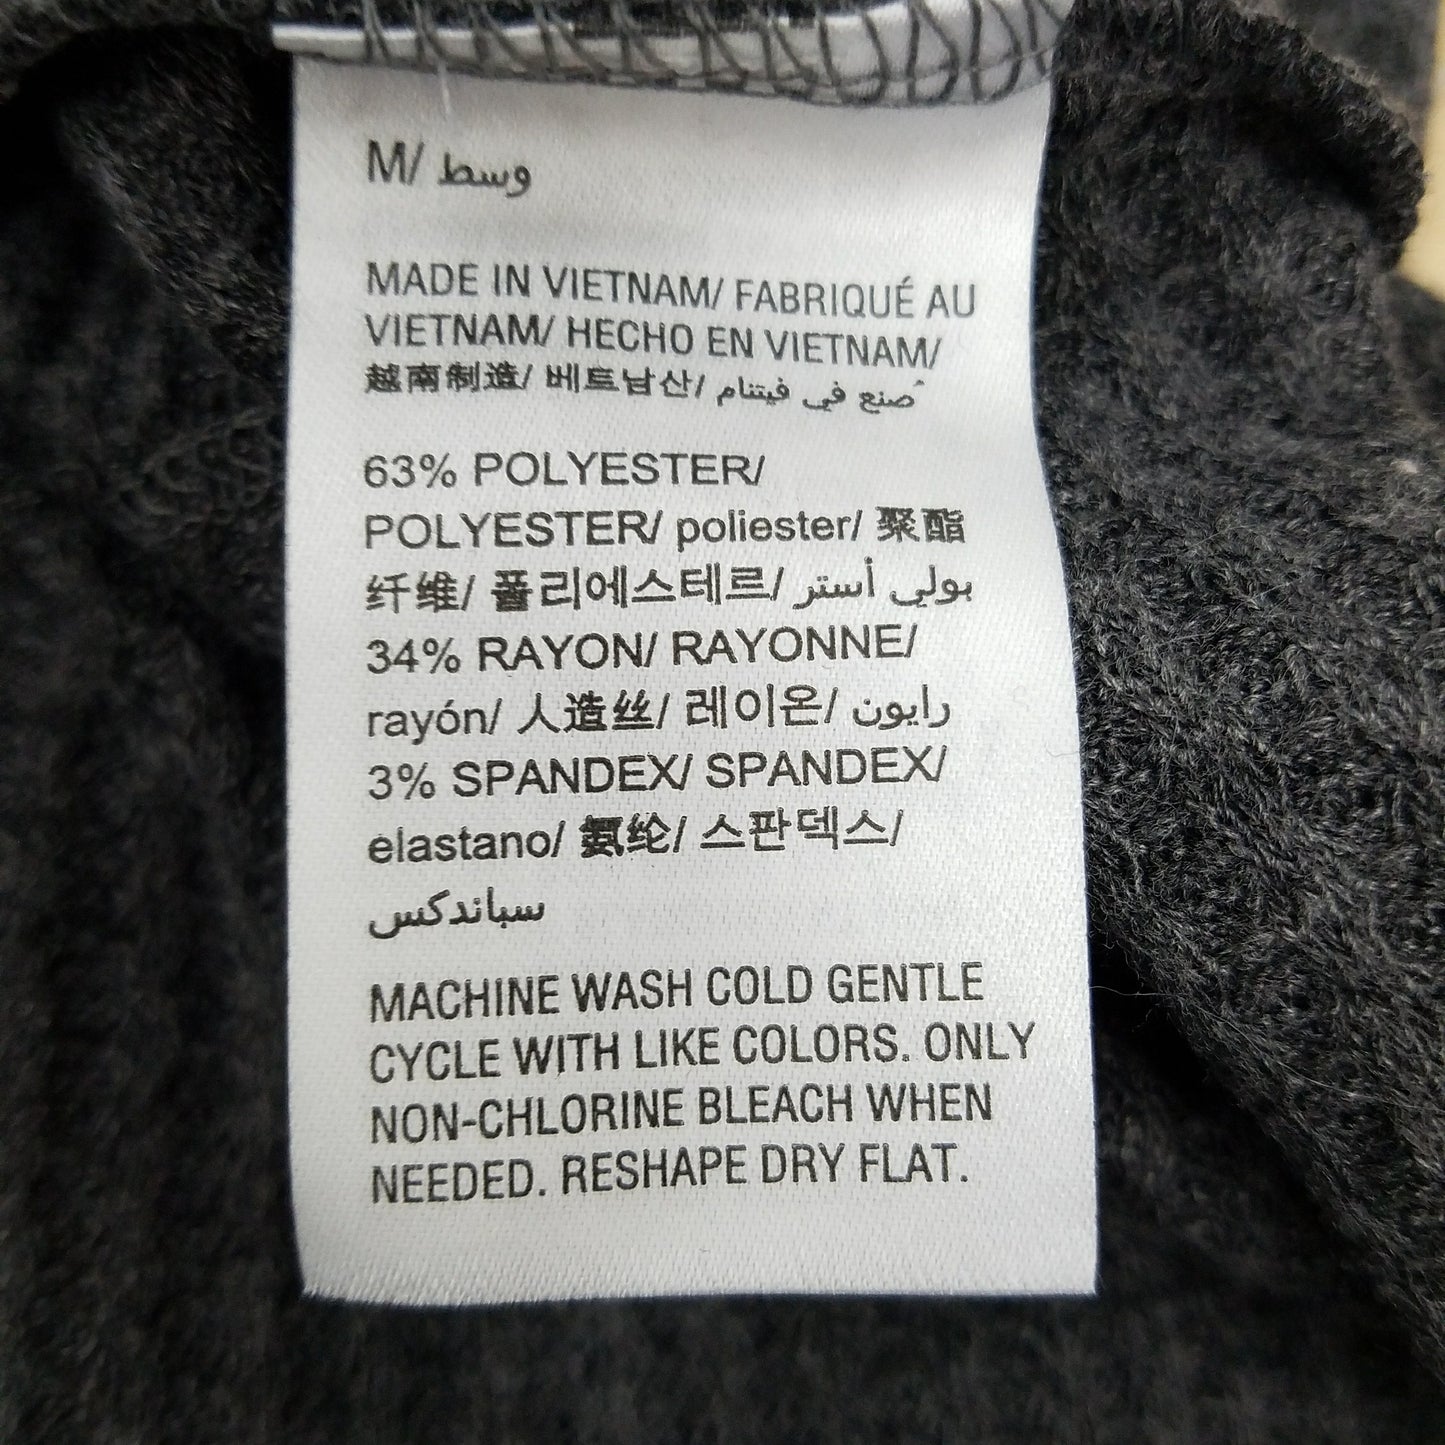 M/ وسط
MADE IN VIETNAM/ FABRIQUÉ AU
VIETNAM/ HECHO EN VIETNAM/
越南制造/ 베트남산/ صُنع في فيتنام
63% POLYESTER/
POLYESTER/ poliester/ 聚酯
纤维/ 폴리에스테르/ بولي أستر
34% RAYON/ RAYONNE/
rayón/ 人造丝/ 레이온/ رايون
3% SPANDEX/ SPANDEX/
elastano/ 氨纶/ 스판덱스/
سباندكس
MACHINE WASH COLD GENTLE
CYCLE WITH LIKE COLORS. ONLY
NON-CHLORINE BLEACH WHEN
NEEDED. RESHAPE DRY FLAT.